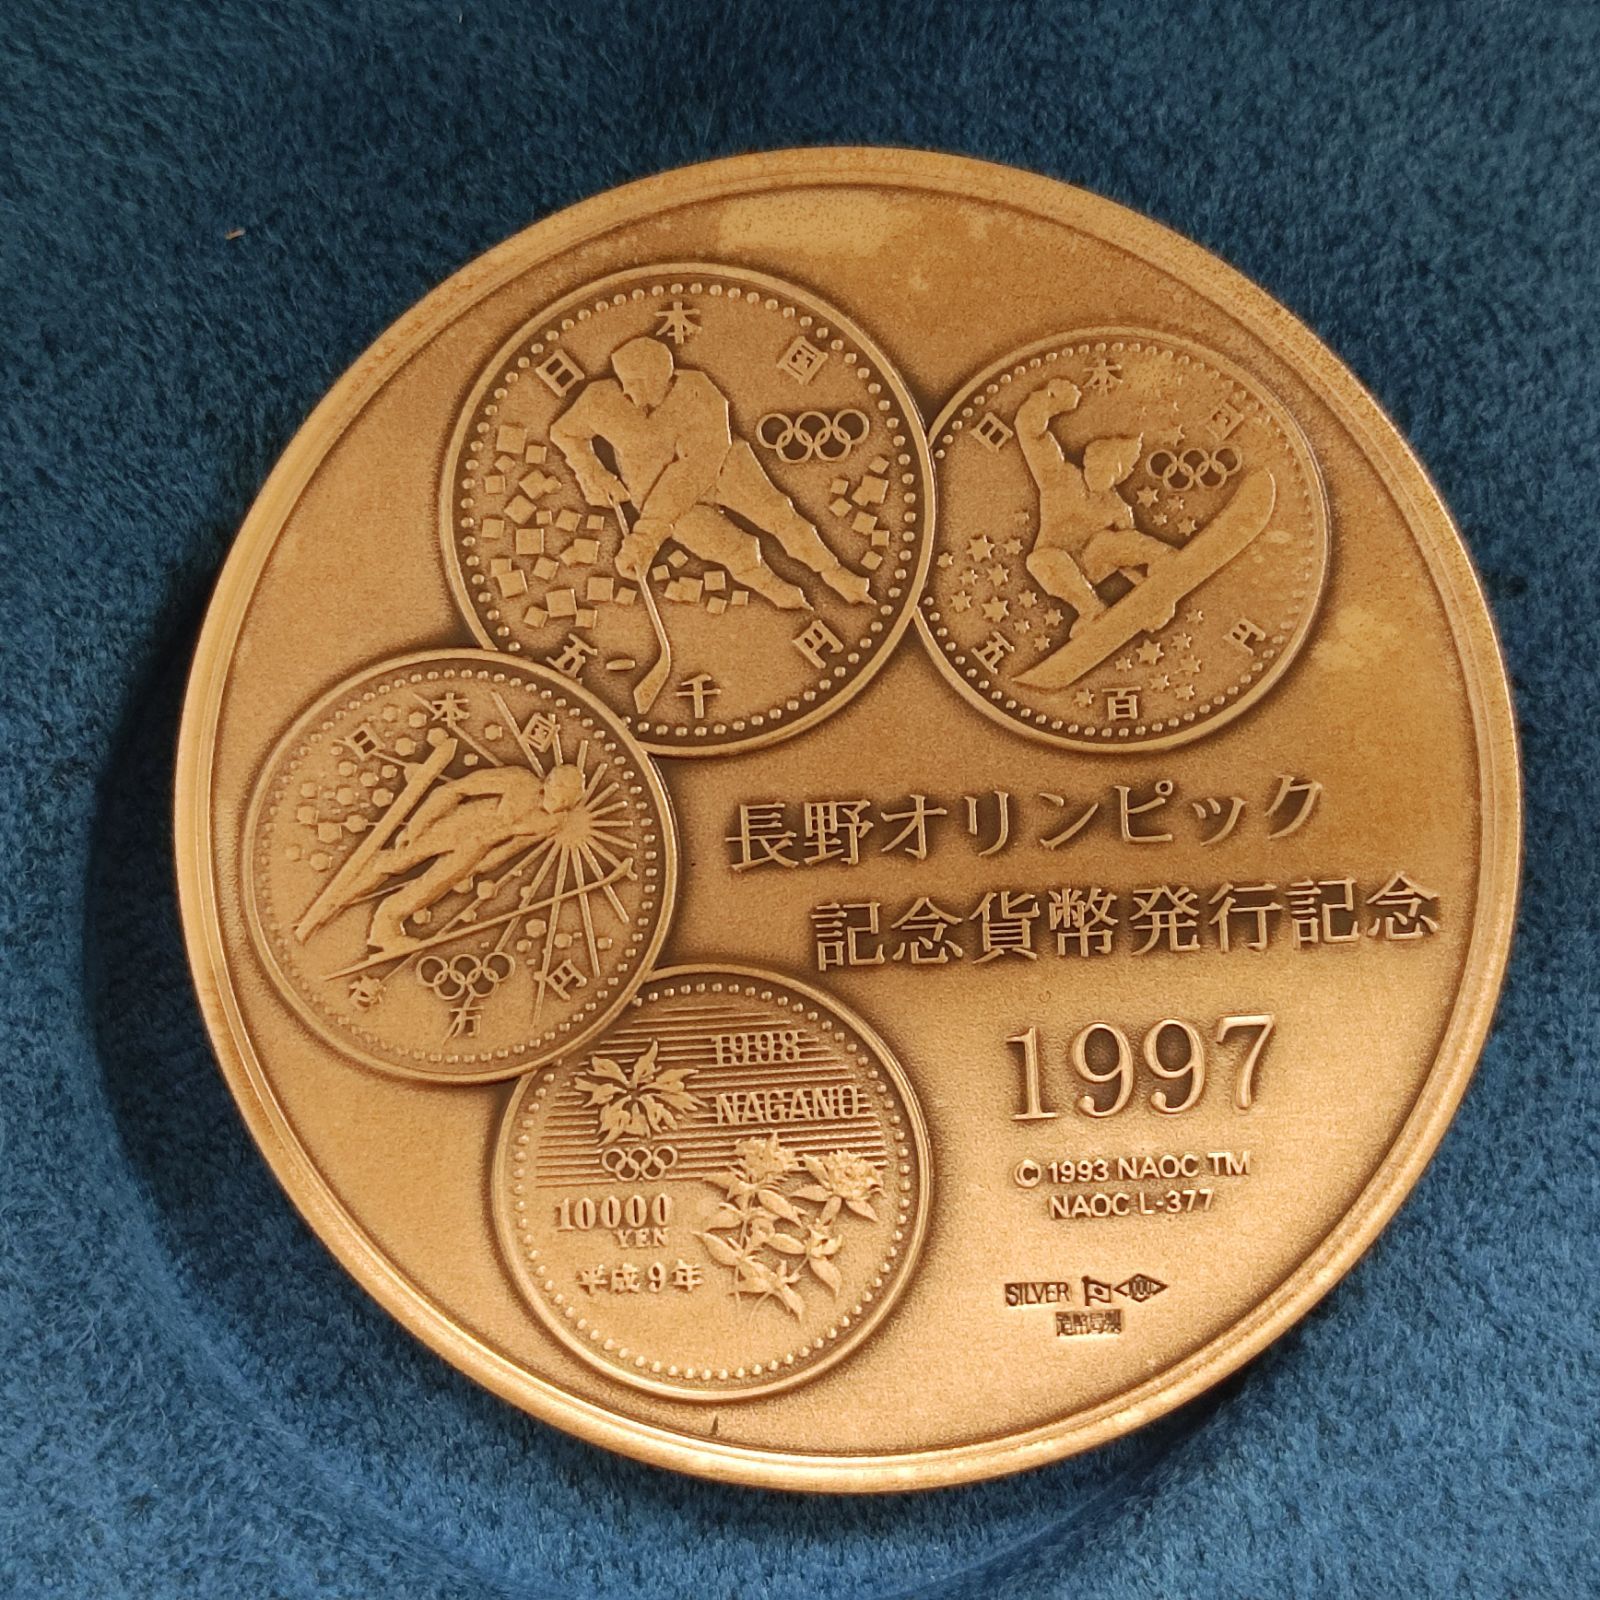 日本国
五千円
日本国
五百円
日本国
壱万円
長野オリンピック
記念貨幣発行記念
1997
© 1993 NAOC TM
NAOC L-377
1998
NAGANO
10000
YEN
平成9年
SILVER
造幣局製